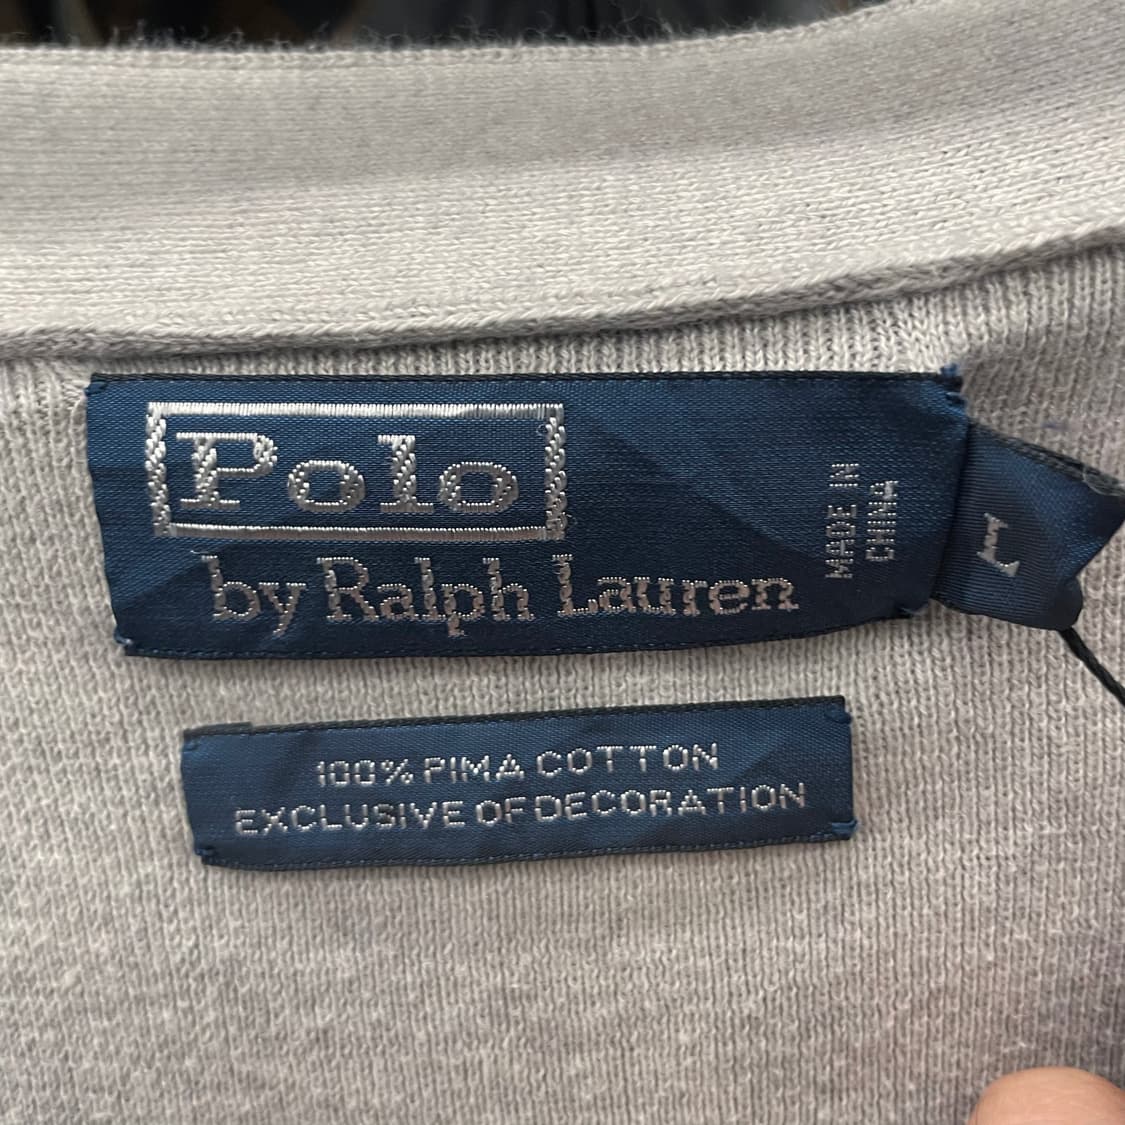 Polo
by Ralph Lauren
MADE IN
CHINA
L
100% PIMA COTTON
EXCLUSIVE OF DECORATION